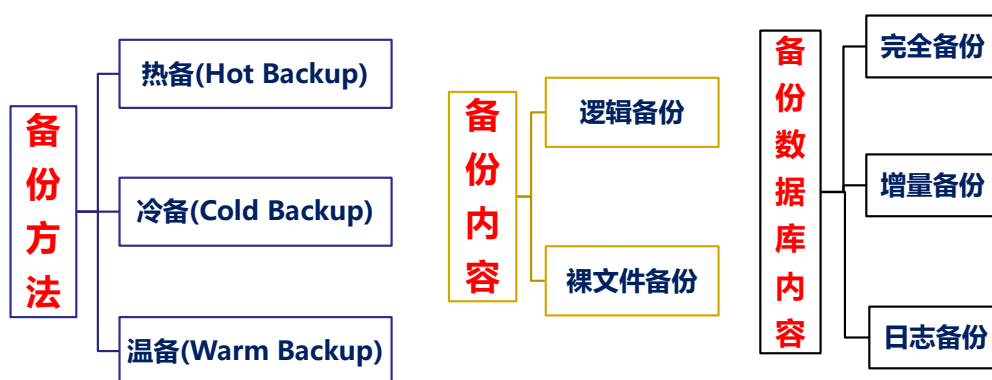 备份方法
热备(Hot Backup)
冷备(Cold Backup)
温备(Warm Backup)
备份内容
逻辑备份
裸文件备份
备份数据库内容
完全备份
增量备份
日志备份